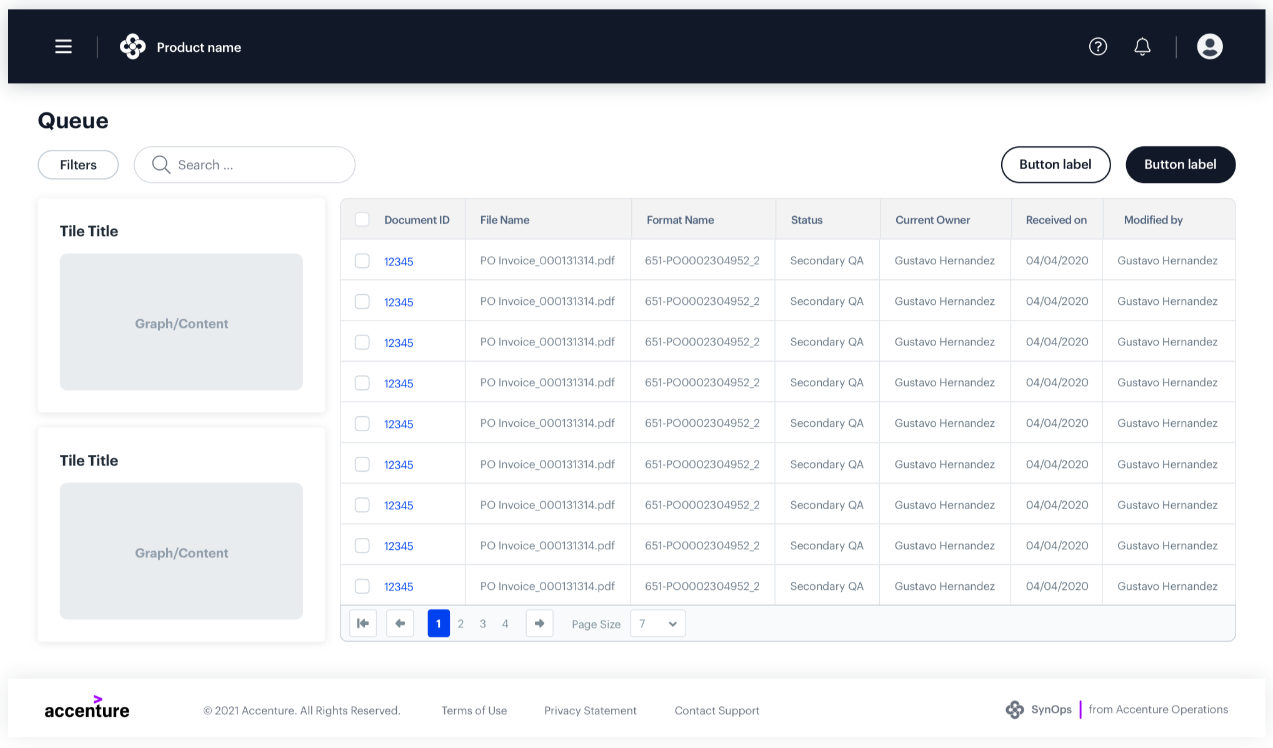 Product name
Queue
Filters Search ... Button label Button label
Tile Title
Graph/Content
Tile Title
Graph/Content
Document ID File Name Format Name Status Current Owner Received on Modified by
12345 PO Invoice_000131314.pdf 651-PO0002304952_2 Secondary QA Gustavo Hernandez 04/04/2020 Gustavo Hernandez
12345 PO Invoice_000131314.pdf 651-PO0002304952_2 Secondary QA Gustavo Hernandez 04/04/2020 Gustavo Hernandez
12345 PO Invoice_000131314.pdf 651-PO0002304952_2 Secondary QA Gustavo Hernandez 04/04/2020 Gustavo Hernandez
12345 PO Invoice_000131314.pdf 651-PO0002304952_2 Secondary QA Gustavo Hernandez 04/04/2020 Gustavo Hernandez
12345 PO Invoice_000131314.pdf 651-PO0002304952_2 Secondary QA Gustavo Hernandez 04/04/2020 Gustavo Hernandez
12345 PO Invoice_000131314.pdf 651-PO0002304952_2 Secondary QA Gustavo Hernandez 04/04/2020 Gustavo Hernandez
12345 PO Invoice_000131314.pdf 651-PO0002304952_2 Secondary QA Gustavo Hernandez 04/04/2020 Gustavo Hernandez
12345 PO Invoice_000131314.pdf 651-PO0002304952_2 Secondary QA Gustavo Hernandez 04/04/2020 Gustavo Hernandez
12345 PO Invoice_000131314.pdf 651-PO0002304952_2 Secondary QA Gustavo Hernandez 04/04/2020 Gustavo Hernandez
1 2 3 4 Page Size 7
accenture © 2021 Accenture. All Rights Reserved. Terms of Use Privacy Statement Contact Support SynOps from Accenture Operations